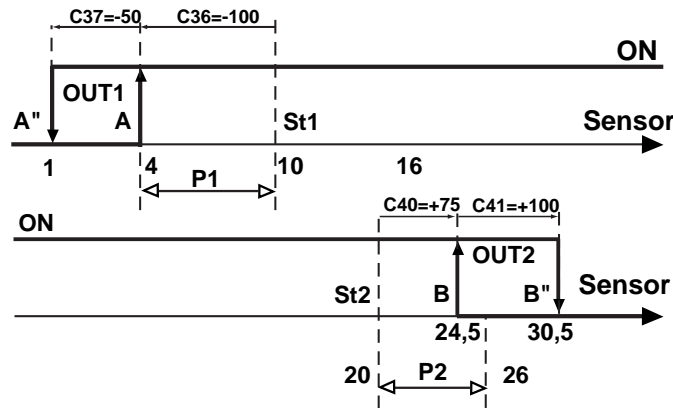 C37=-50 C36=-100
ON
OUT1
A" A St1 Sensor
1 4 10 16
P1
C40=+75 C41=+100
ON
OUT2
St2 B B" Sensor
24,5 30,5
20 P2 26